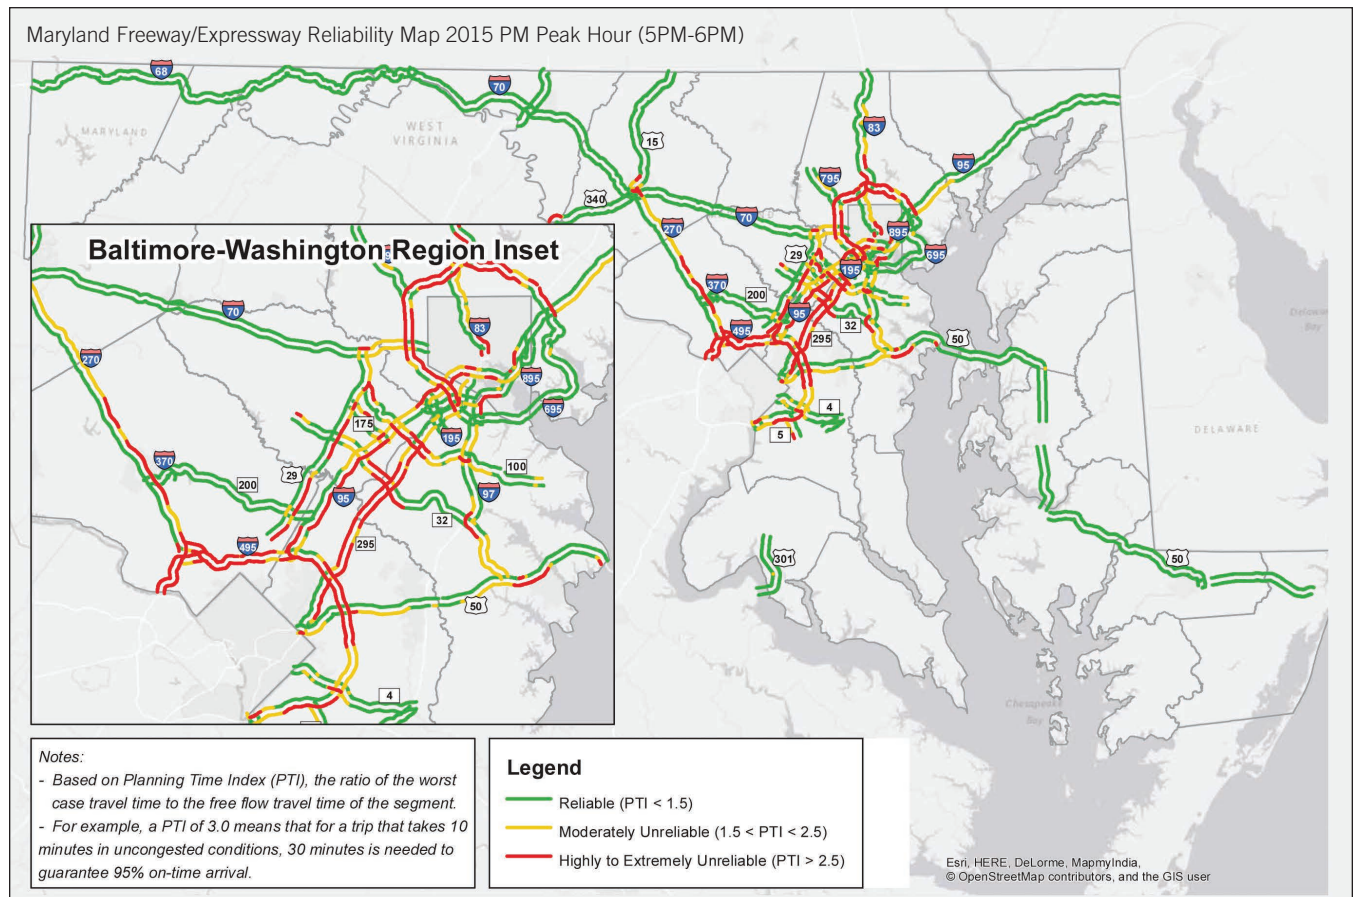 Maryland Freeway/Expressway Reliability Map 2015 PM Peak Hour (5PM-6PM)
68
70
83
MARYLAND
WEST
VIRGINIA
15
95
795
340
270
70
895
29
695
195
370
200
95
32
495
295
50
4
5
301
50
DELAWARE
Delaware
Bay
Chesapeake
Bay
Baltimore-Washington Region Inset
70
83
270
895
695
175
195
370
29
100
200
95
97
32
495
295
50
4
Notes:
- Based on Planning Time Index (PTI), the ratio of the worst
case travel time to the free flow travel time of the segment.
- For example, a PTI of 3.0 means that for a trip that takes 10
minutes in uncongested conditions, 30 minutes is needed to
guarantee 95% on-time arrival.
Legend
Reliable (PTI < 1.5)
Moderately Unreliable (1.5 < PTI < 2.5)
Highly to Extremely Unreliable (PTI > 2.5)
Esri, HERE, DeLorme, MapmyIndia,
© OpenStreetMap contributors, and the GIS user